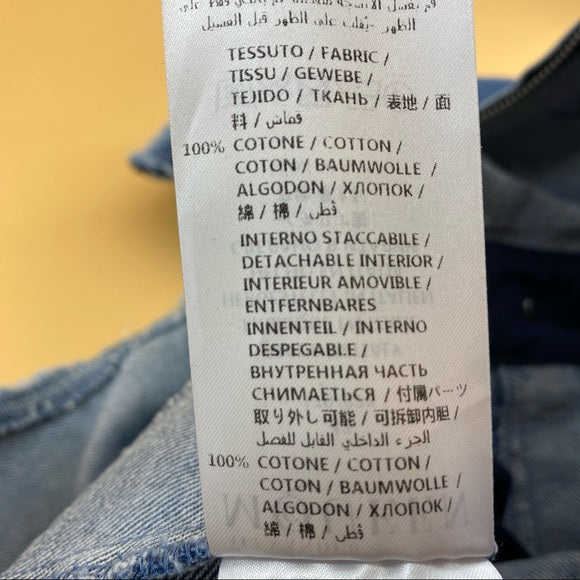 الظهر -يُقلب على الظهر قبل الغسيل
TESSUTO / FABRIC /
TISSU / GEWEBE /
TEJIDO / ТКАНЬ / 表地 / 面
料 / قماش
100% COTONE / COTTON /
COTON / BAUMWOLLE /
ALGODON / ХЛОПОК /
綿 / 棉 / قُطن
INTERNO STACCABILE /
DETACHABLE INTERIOR /
INTERIEUR AMOVIBLE /
ENTFERNBARES
INNENTEIL / INTERNO
DESPEGABLE /
ВНУТРЕННАЯ ЧАСТЬ
СНИМАЕТЬСЯ / 付属パーツ
取り外し可能 / 可拆卸内胆 /
الجزء الداخلي القابل للفصل
100% COTONE / COTTON /
COTON / BAUMWOLLE /
ALGODON / ХЛОПОК /
綿 / 棉 / قُطن